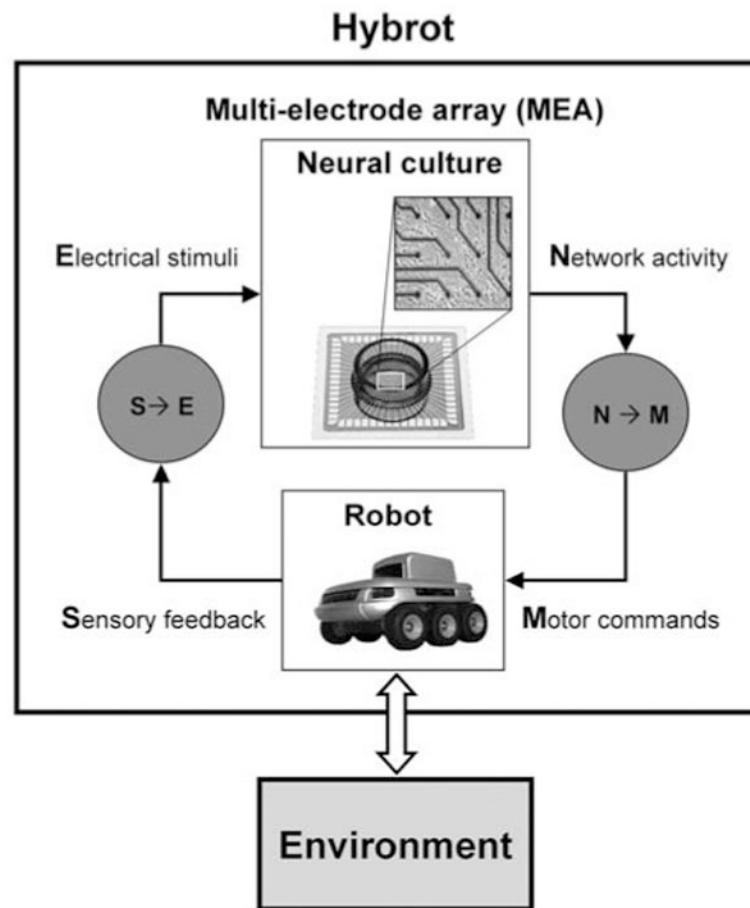 Hybrot
Multi-electrode array (MEA)
Neural culture
Electrical stimuli
Network activity
S → E
N → M
Robot
Sensory feedback
Motor commands
Environment